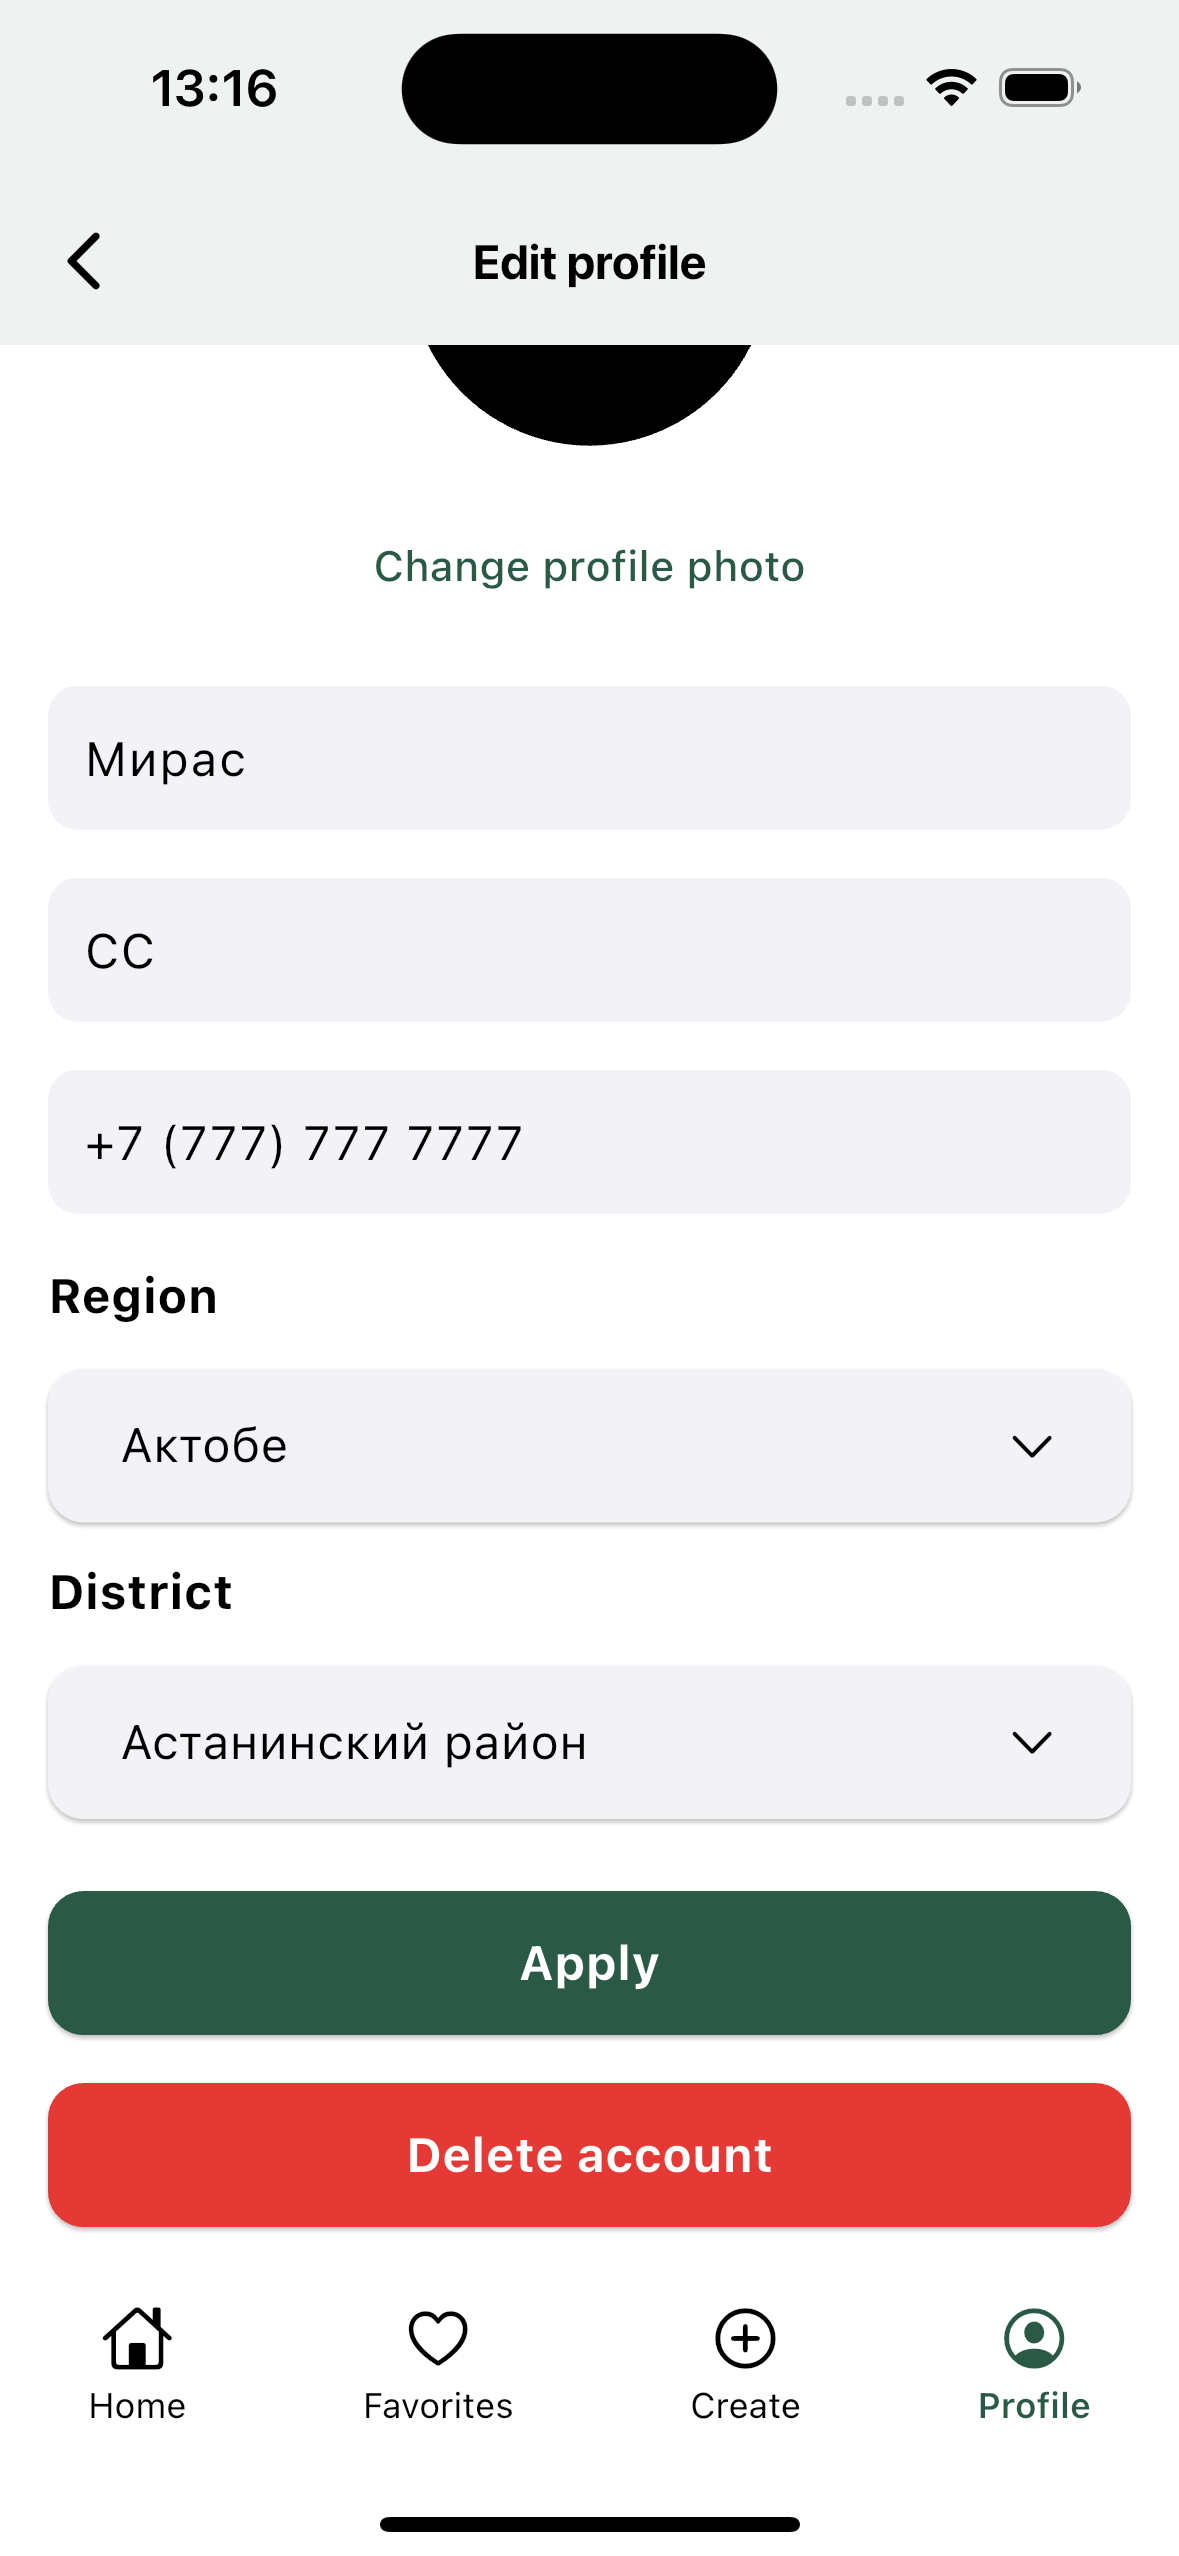 13:16
Edit profile
Change profile photo
Мирас
СС
+7 (777) 777 7777
Region
Актобе
District
Астанинский район
Apply
Delete account
Home
Favorites
Create
Profile